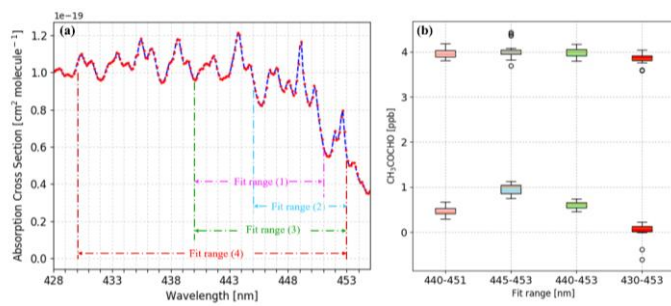 1e−19
(a)
Absorption Cross Section [cm² molecule⁻¹]
1.2
1.0
0.8
0.6
0.4
0.2
0.0
Fit range (1)
Fit range (2)
Fit range (3)
Fit range (4)
428 433 438 443 448 453
Wavelength [nm]
(b)
CH₃COCHO [ppb]
4
3
2
1
0
440-451 445-453 440-453 430-453
Fit range [nm]